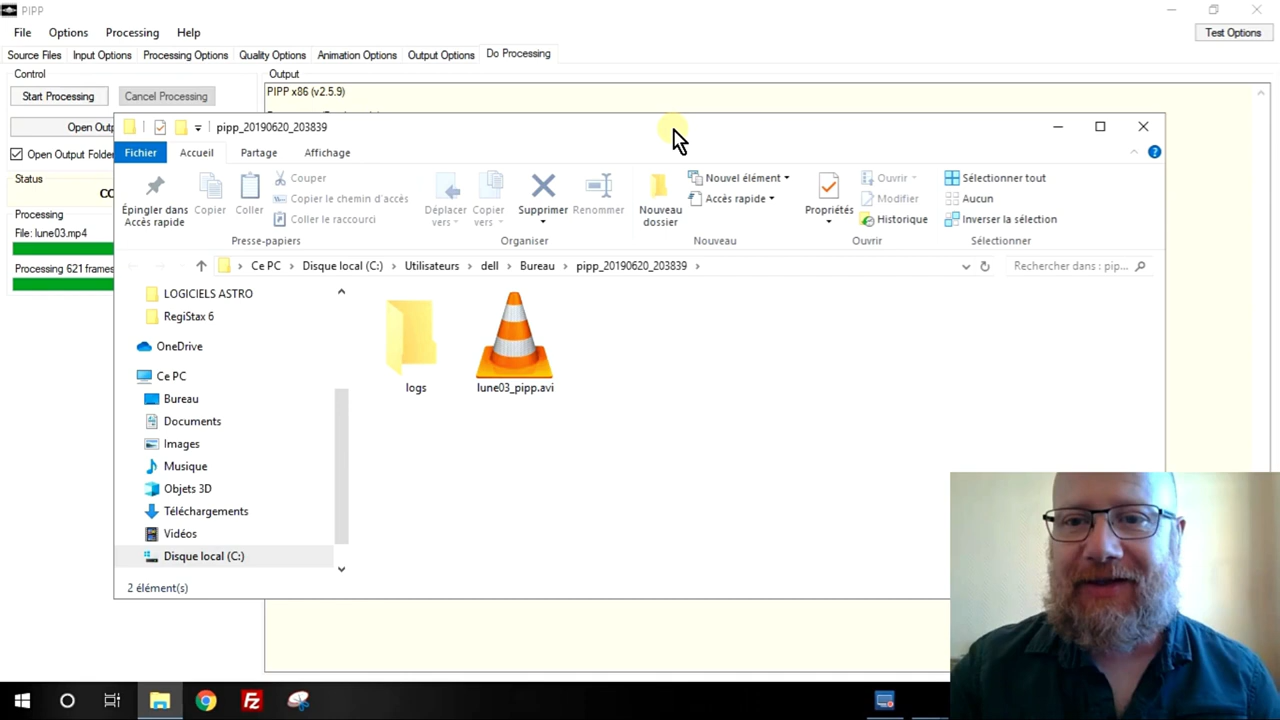 PIPP
File Options Processing Help
Test Options
Source Files Input Options Processing Options Quality Options Animation Options Output Options Do Processing
Control
Output
Start Processing Cancel Processing
PIPP x86 (v2.5.9)
pipp_20190620_203839
Open Outp
Open Output Folder
Fichier Accueil Partage Affichage
Status
CO
Processing
File: lune03.mp4
Processing 621 frames
Épingler dans
Accès rapide
Copier
Coller
Couper
Copier le chemin d'accès
Coller le raccourci
Presse-papiers
Déplacer
vers
Copier
vers
Supprimer
Renommer
Organiser
Nouveau
dossier
Nouvel élément
Accès rapide
Nouveau
Propriétés
Ouvrir
Modifier
Historique
Ouvrir
Sélectionner tout
Aucun
Inverser la sélection
Sélectionner
Ce PC > Disque local (C:) > Utilisateurs > dell > Bureau > pipp_20190620_203839 >
Rechercher dans : pip...
LOGICIELS ASTRO
RegiStax 6
OneDrive
Ce PC
Bureau
Documents
Images
Musique
Objets 3D
Téléchargements
Vidéos
Disque local (C:)
logs
lune03_pipp.avi
2 élément(s)